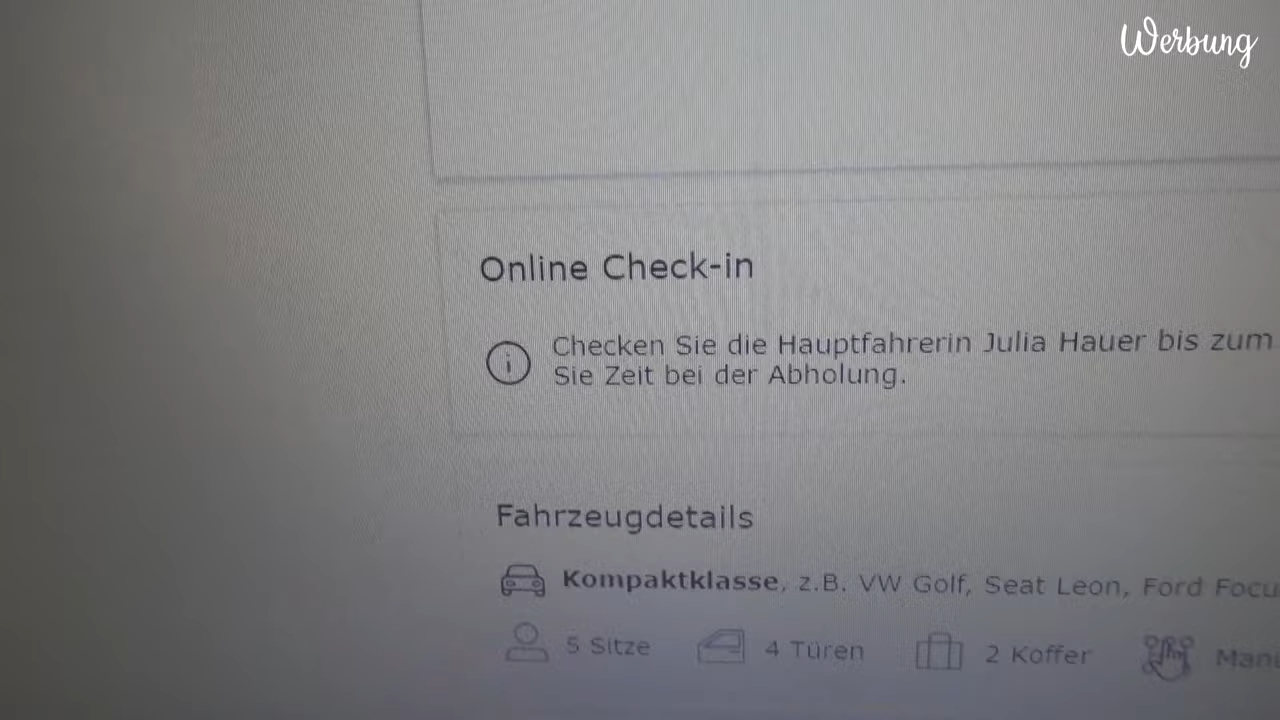 Werbung
Online Check-in
Checken Sie die Hauptfahrerin Julia Hauer bis zum
Sie Zeit bei der Abholung.
Fahrzeugdetails
Kompaktklasse, z.B. VW Golf, Seat Leon, Ford
5 Sitze 4 Türen 2 Koffer